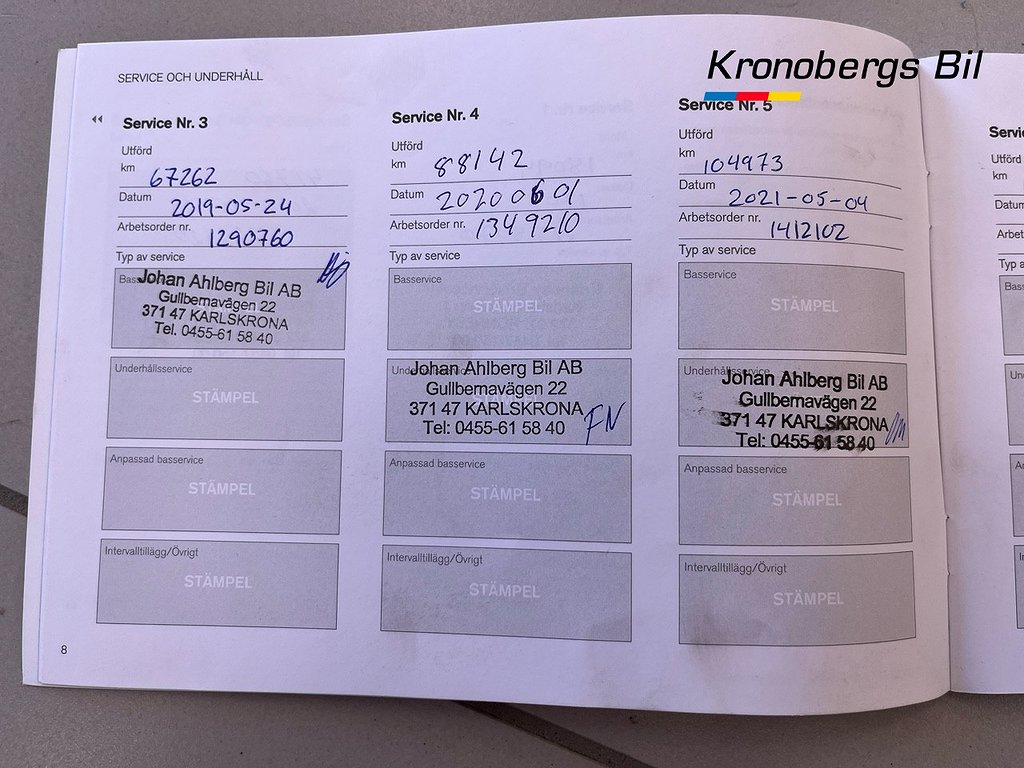 Kronobergs Bil
SERVICE OCH UNDERHÅLL
Service Nr. 3
Utförd
km 67262
Datum 2019-05-24
Arbetsorder nr. 1290760
Typ av service
Basservice
Johan Ahlberg Bil AB
Gullbernavägen 22
371 47 KARLSKRONA
Tel. 0455-61 58 40
Underhållsservice
STÄMPEL
Anpassad basservice
STÄMPEL
Intervalltillägg/Övrigt
STÄMPEL
8
Service Nr. 4
Utförd
km 88142
Datum 20200601
Arbetsorder nr. 1349210
Typ av service
Basservice
STÄMPEL
Underhållsservice
Johan Ahlberg Bil AB
Gullbernavägen 22
371 47 KARLSKRONA
Tel: 0455-61 58 40
FN
Anpassad basservice
STÄMPEL
Intervalltillägg/Övrigt
STÄMPEL
Service Nr. 5
Utförd
km 104973
Datum 2021-05-04
Arbetsorder nr. 1412102
Typ av service
Basservice
STÄMPEL
Underhållsservice
Johan Ahlberg Bil AB
Gullbernavägen 22
371 47 KARLSKRONA
Tel: 0455-61 58 40
Anpassad basservice
STÄMPEL
Intervalltillägg/Övrigt
STÄMPEL
Utförd
km